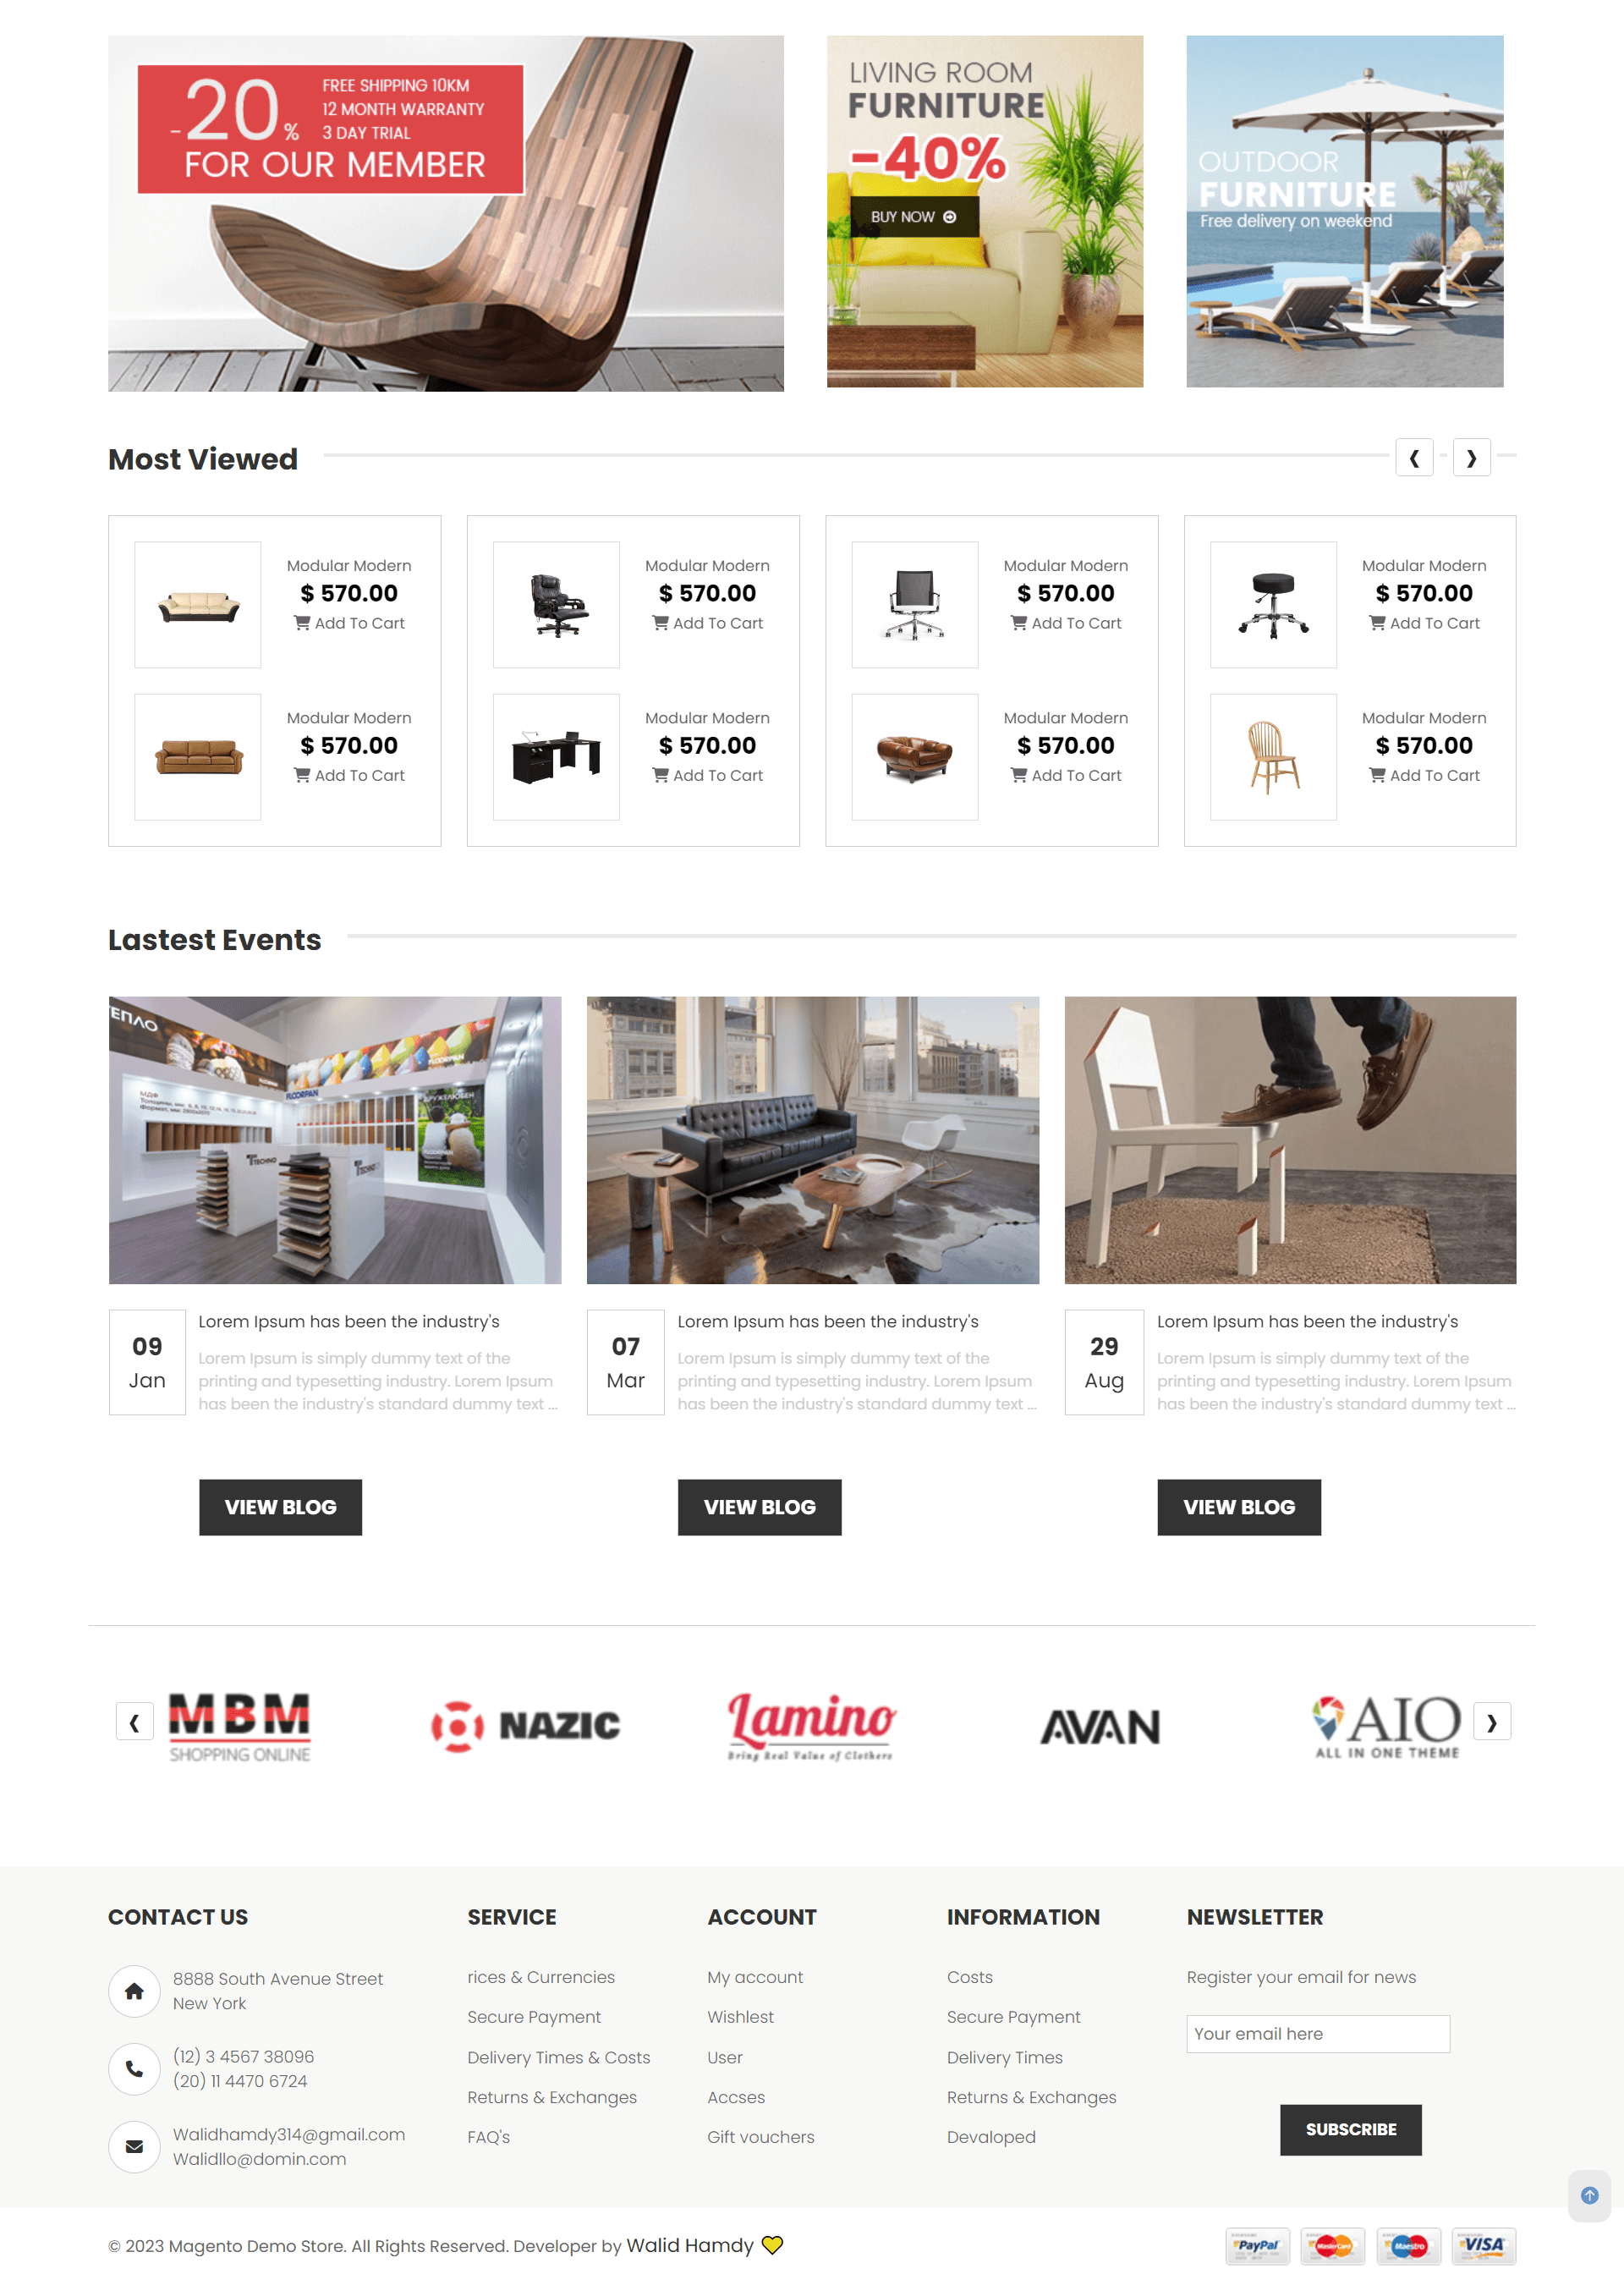 -20%
FREE SHIPPING 10KM
12 MONTH WARRANTY
3 DAY TRIAL
FOR OUR MEMBER
LIVING ROOM
FURNITURE
-40%
BUY NOW
OUTDOOR
FURNITURE
Free delivery on weekend
Most Viewed
❮ ❯
Modular Modern
$ 570.00
Add To Cart
Modular Modern
$ 570.00
Add To Cart
Modular Modern
$ 570.00
Add To Cart
Modular Modern
$ 570.00
Add To Cart
Modular Modern
$ 570.00
Add To Cart
Modular Modern
$ 570.00
Add To Cart
Modular Modern
$ 570.00
Add To Cart
Modular Modern
$ 570.00
Add To Cart
Lastest Events
FLOORPAN
FLOORPAN
TECHNO
09
Jan
Lorem Ipsum has been the industry's
Lorem Ipsum is simply dummy text of the
printing and typesetting industry. Lorem Ipsum
has been the industry's standard dummy text ...
VIEW BLOG
07
Mar
Lorem Ipsum has been the industry's
Lorem Ipsum is simply dummy text of the
printing and typesetting industry. Lorem Ipsum
has been the industry's standard dummy text ...
VIEW BLOG
29
Aug
Lorem Ipsum has been the industry's
Lorem Ipsum is simply dummy text of the
printing and typesetting industry. Lorem Ipsum
has been the industry's standard dummy text ...
VIEW BLOG
MBM
SHOPPING ONLINE
NAZIC
Lamino
Bring Real Value of Clothers
AVAN
AIO
ALL IN ONE THEME
CONTACT US
8888 South Avenue Street
New York
(12) 3 4567 38096
(20) 11 4470 6724
Walidhamdy314@gmail.com
Walidllo@domin.com
SERVICE
rices & Currencies
Secure Payment
Delivery Times & Costs
Returns & Exchanges
FAQ's
ACCOUNT
My account
Wishlest
User
Accses
Gift vouchers
INFORMATION
Costs
Secure Payment
Delivery Times
Returns & Exchanges
Devaloped
NEWSLETTER
Register your email for news
Your email here
SUBSCRIBE
© 2023 Magento Demo Store. All Rights Reserved. Developer by Walid Hamdy
PayPal
MasterCard
Maestro
VISA